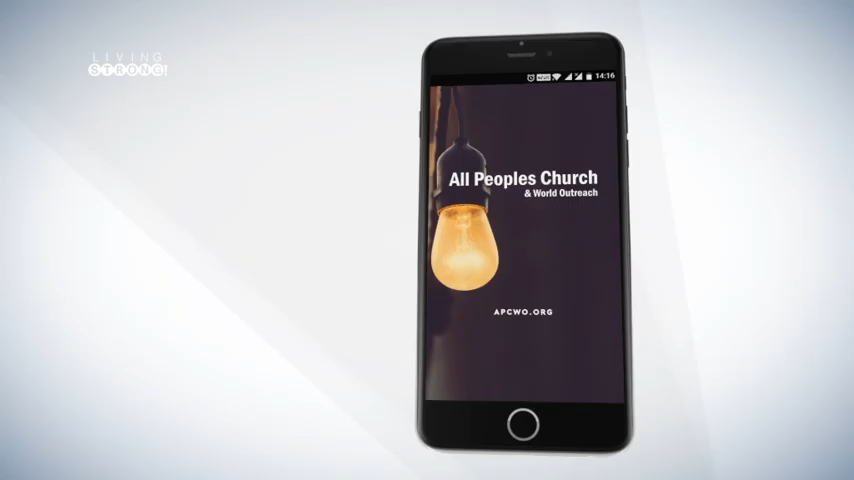 LIVING
STRONG!
14:16
All Peoples Church
& World Outreach
APCWO.ORG